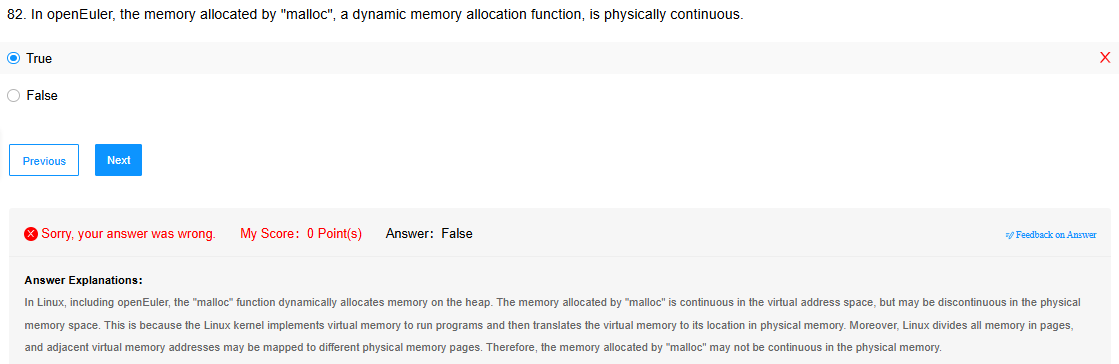 82. In openEuler, the memory allocated by "malloc", a dynamic memory allocation function, is physically continuous.
True
X
False
Previous
Next
Sorry, your answer was wrong. My Score: 0 Point(s) Answer: False
Feedback on Answer
Answer Explanations:
In Linux, including openEuler, the "malloc" function dynamically allocates memory on the heap. The memory allocated by "malloc" is continuous in the virtual address space, but may be discontinuous in the physical
memory space. This is because the Linux kernel implements virtual memory to run programs and then translates the virtual memory to its location in physical memory. Moreover, Linux divides all memory in pages,
and adjacent virtual memory addresses may be mapped to different physical memory pages. Therefore, the memory allocated by "malloc" may not be continuous in the physical memory.